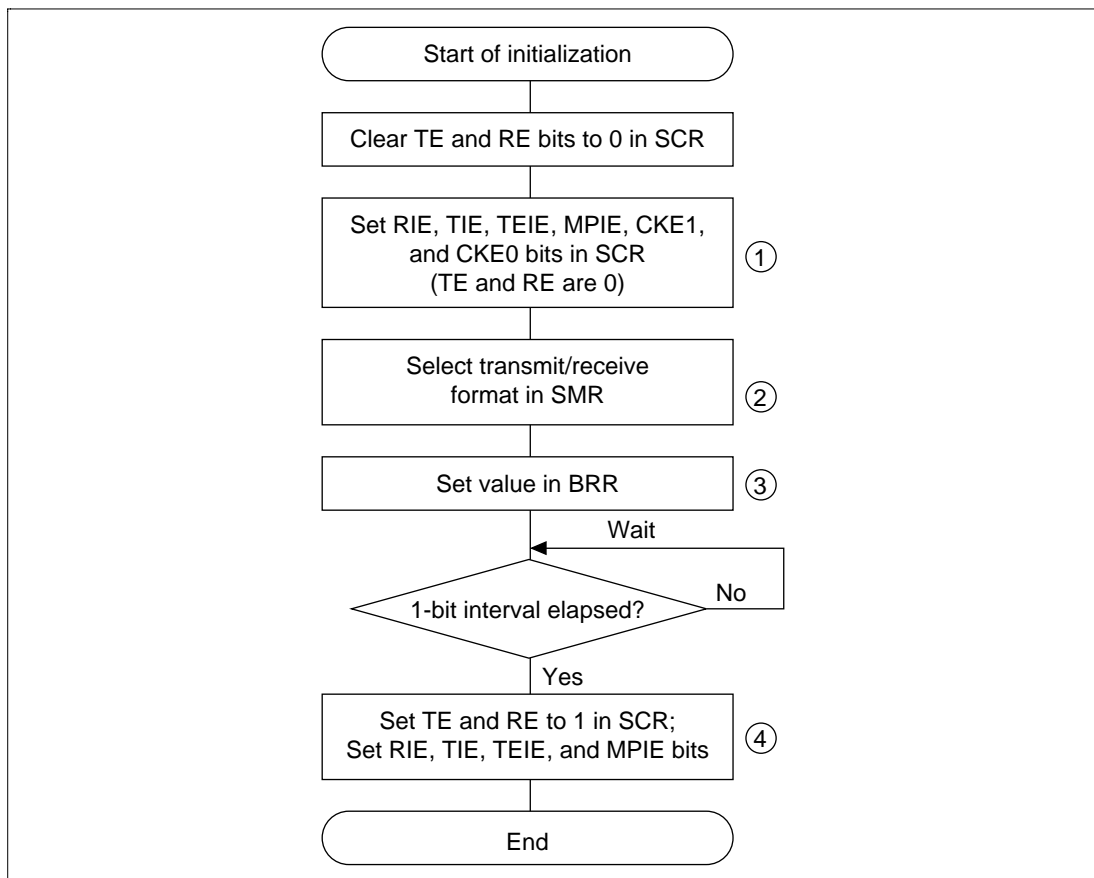 Start of initialization
Clear TE and RE bits to 0 in SCR
Set RIE, TIE, TEIE, MPIE, CKE1,
and CKE0 bits in SCR
(TE and RE are 0)
1
Select transmit/receive
format in SMR
2
Set value in BRR
3
Wait
1-bit interval elapsed?
No
Yes
Set TE and RE to 1 in SCR;
Set RIE, TIE, TEIE, and MPIE bits
4
End